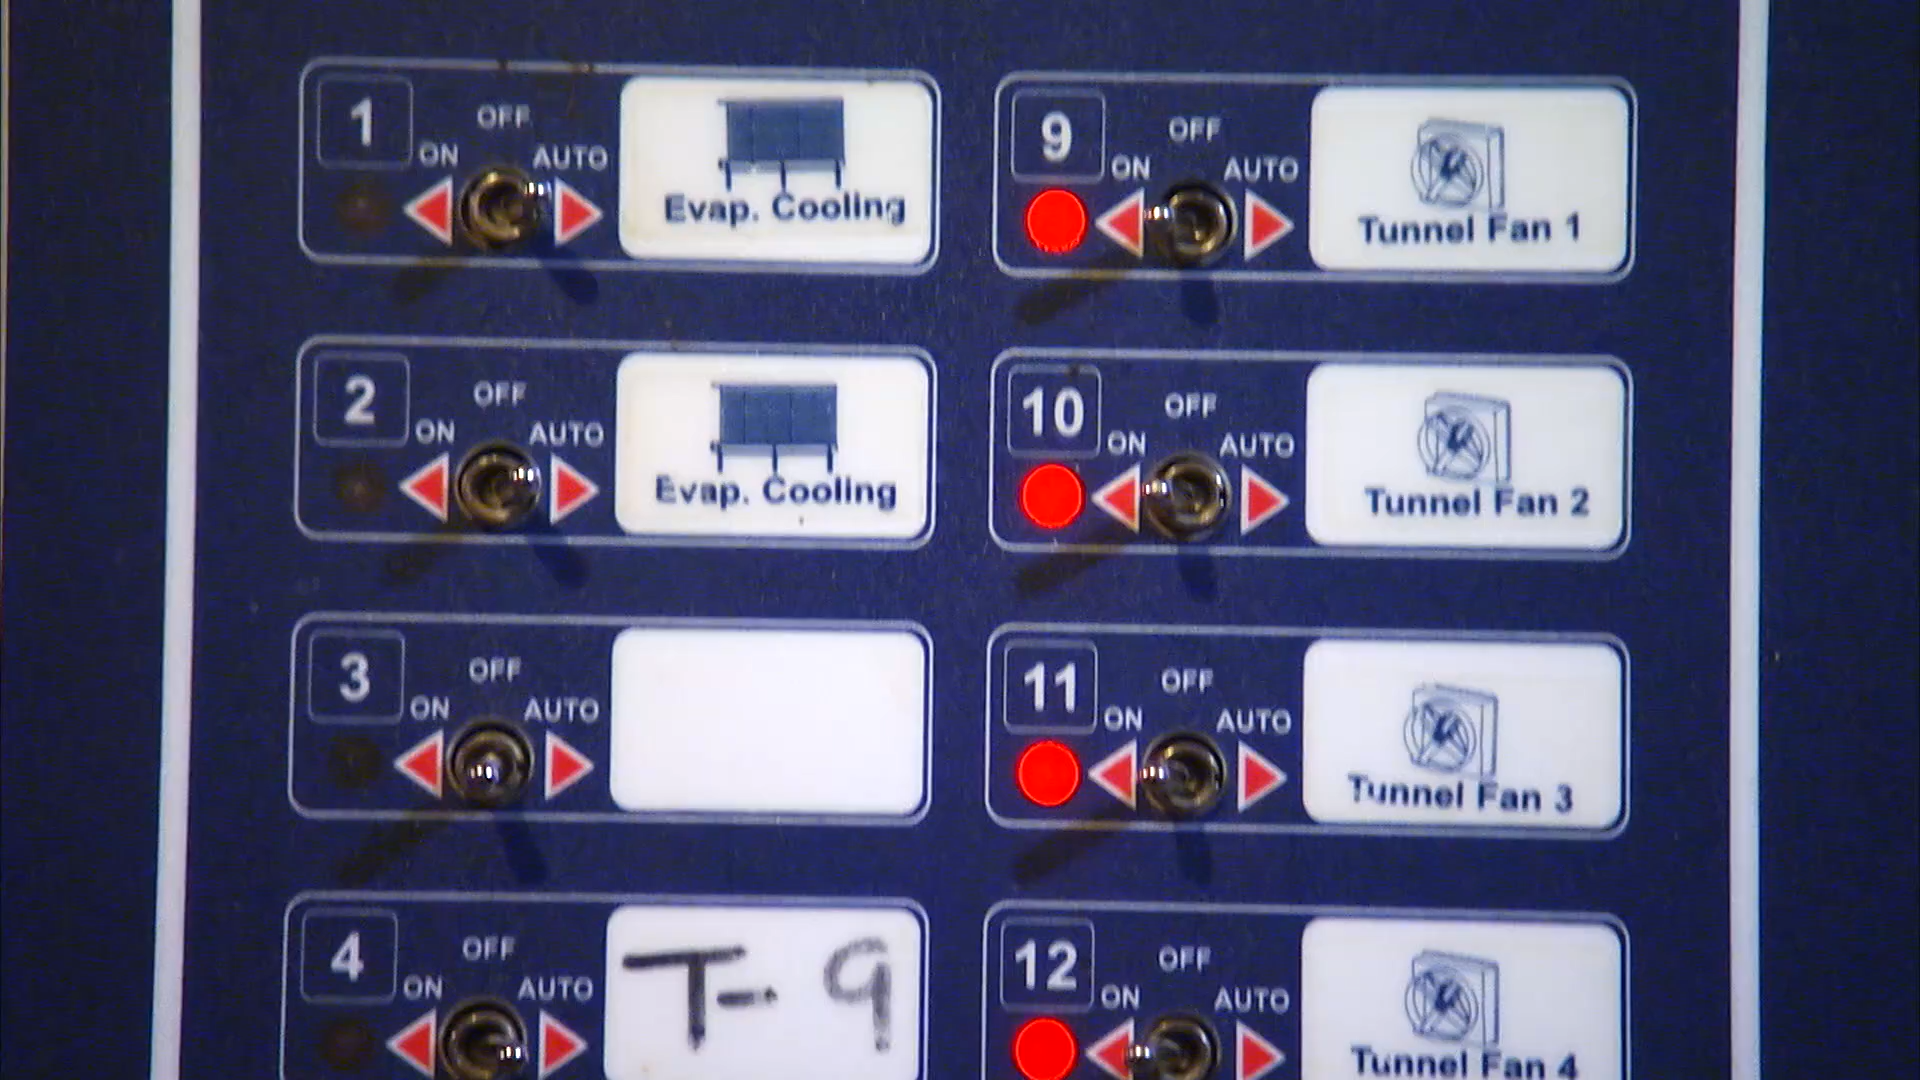 1
OFF
ON
AUTO
Evap. Cooling
2
OFF
ON
AUTO
Evap. Cooling
3
OFF
ON
AUTO
4
OFF
ON
AUTO
T-9
9
OFF
ON
AUTO
Tunnel Fan 1
10
OFF
ON
AUTO
Tunnel Fan 2
11
OFF
ON
AUTO
Tunnel Fan 3
12
OFF
ON
AUTO
Tunnel Fan 4